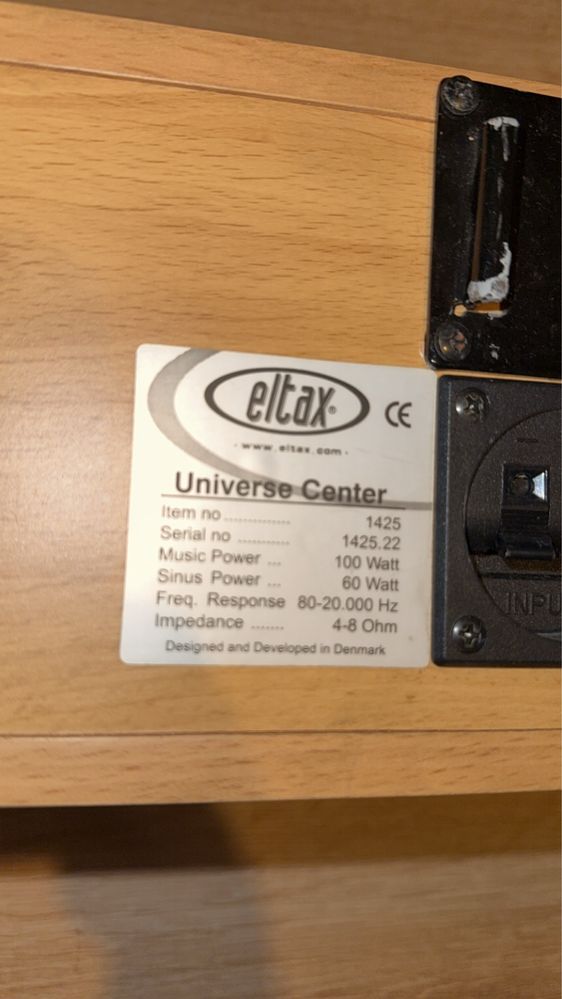 eltax®
CE
· www.eltax.com ·
Universe Center
Item no .............. 1425
Serial no ........... 1425.22
Music Power ... 100 Watt
Sinus Power ... 60 Watt
Freq. Response 80-20.000 Hz
Impedance ....... 4-8 Ohm
Designed and Developed in Denmark
INPU